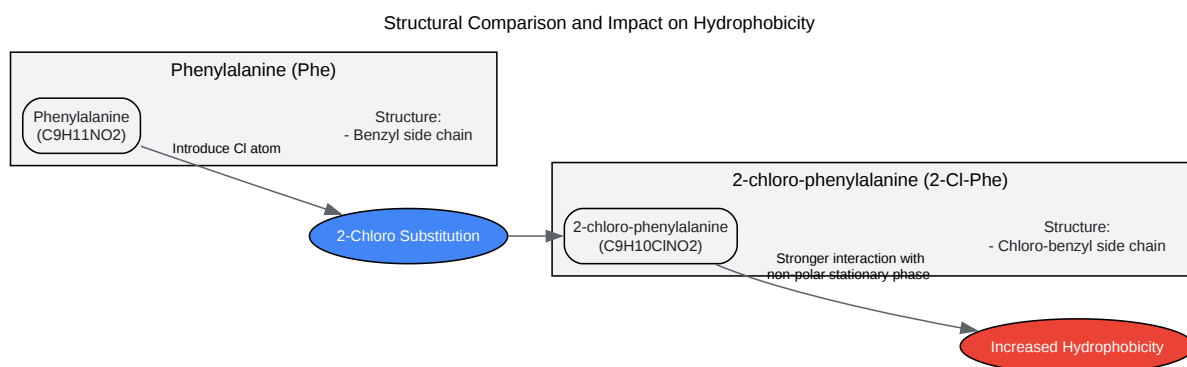 Structural Comparison and Impact on Hydrophobicity
Phenylalanine (Phe)
Phenylalanine
(C9H11NO2)
Structure:
- Benzyl side chain
Introduce Cl atom
2-Chloro Substitution
2-chloro-phenylalanine (2-Cl-Phe)
2-chloro-phenylalanine
(C9H10ClNO2)
Structure:
- Chloro-benzyl side chain
Stronger interaction with
non-polar stationary phase
Increased Hydrophobicity